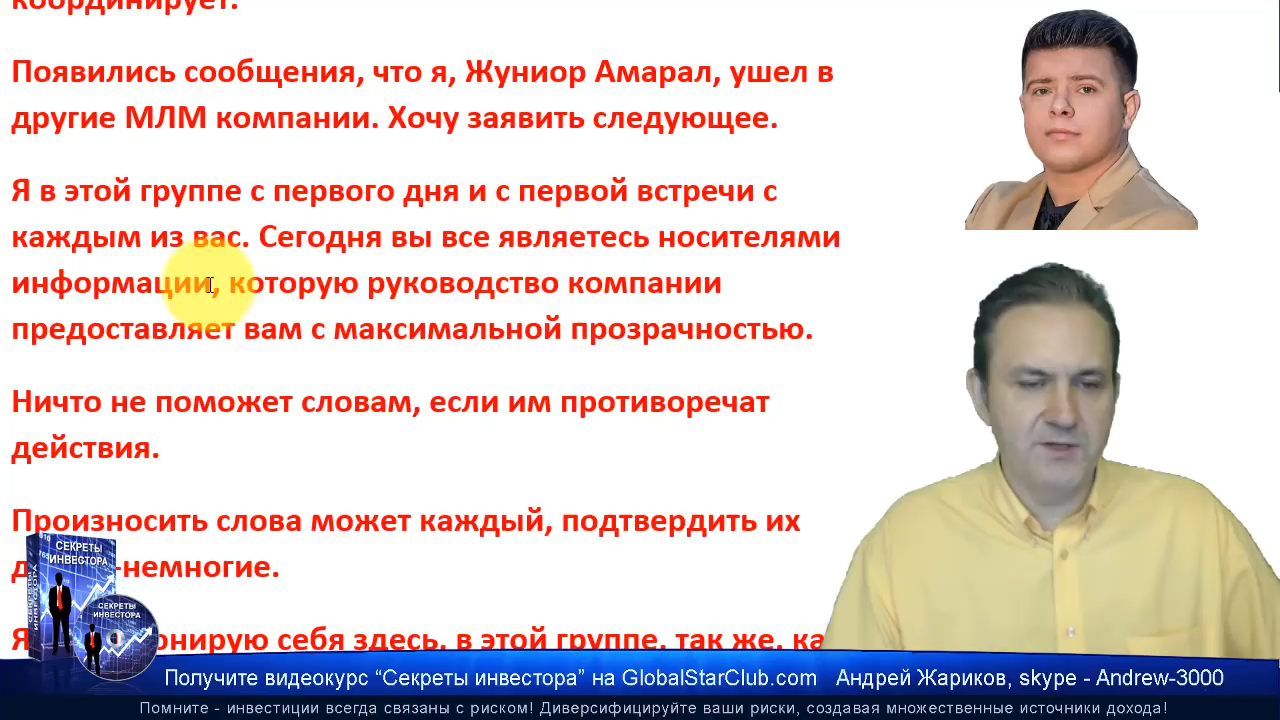 координирует.
Появились сообщения, что я, Жуниор Амарал, ушел в
другие МЛМ компании. Хочу заявить следующее.
Я в этой группе с первого дня и с первой встречи с
каждым из вас. Сегодня вы все являетесь носителями
информации, которую руководство компании
предоставляет вам с максимальной прозрачностью.
Ничто не поможет словам, если им противоречат
действия.
Произносить слова может каждый, подтвердить их
-немногие.
себя здесь, в этой группе, так же,
СЕКРЕТЫ
ИНВЕСТОРА
СЕКРЕТЫ
ИНВЕСТОРА
СЕКРЕТЫ
ИНВЕСТОРА
Получите видеокурс “Секреты инвестора” на GlobalStarClub.com Андрей Жариков, skype - Andrew-3000
Помните - инвестиции всегда связаны с риском! Диверсифицируйте ваши риски, создавая множественные источники дохода!